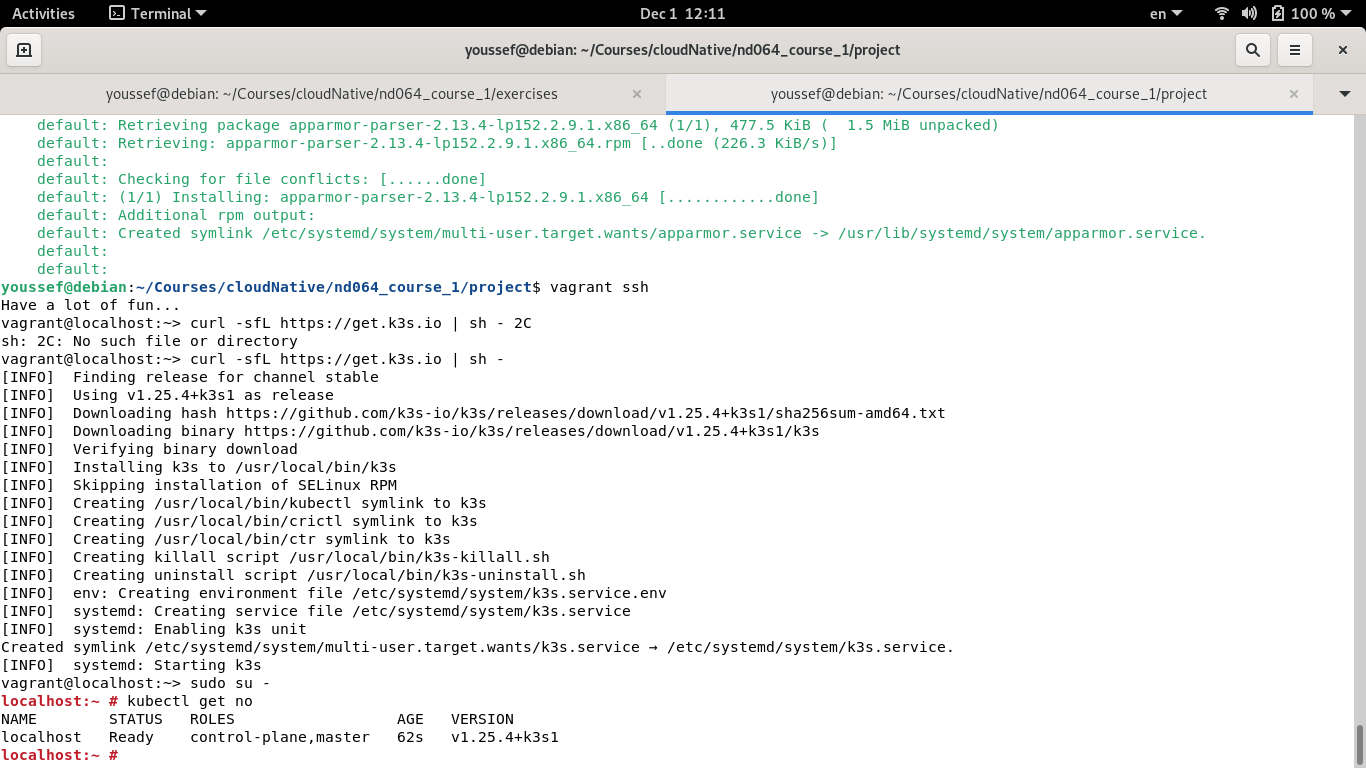 Activities Terminal Dec 1 12:11 en 100 %
youssef@debian: ~/Courses/cloudNative/nd064_course_1/project
youssef@debian: ~/Courses/cloudNative/nd064_course_1/exercises youssef@debian: ~/Courses/cloudNative/nd064_course_1/project
default: Retrieving package apparmor-parser-2.13.4-lp152.2.9.1.x86_64 (1/1), 477.5 KiB (  1.5 MiB unpacked)
default: Retrieving: apparmor-parser-2.13.4-lp152.2.9.1.x86_64.rpm [..done (226.3 KiB/s)]
default:
default: Checking for file conflicts: [......done]
default: (1/1) Installing: apparmor-parser-2.13.4-lp152.2.9.1.x86_64 [............done]
default: Additional rpm output:
default: Created symlink /etc/systemd/system/multi-user.target.wants/apparmor.service -> /usr/lib/systemd/system/apparmor.service.
default:
default:
youssef@debian:~/Courses/cloudNative/nd064_course_1/project$ vagrant ssh
Have a lot of fun...
vagrant@localhost:~> curl -sfL https://get.k3s.io | sh - 2C
sh: 2C: No such file or directory
vagrant@localhost:~> curl -sfL https://get.k3s.io | sh -
[INFO]  Finding release for channel stable
[INFO]  Using v1.25.4+k3s1 as release
[INFO]  Downloading hash https://github.com/k3s-io/k3s/releases/download/v1.25.4+k3s1/sha256sum-amd64.txt
[INFO]  Downloading binary https://github.com/k3s-io/k3s/releases/download/v1.25.4+k3s1/k3s
[INFO]  Verifying binary download
[INFO]  Installing k3s to /usr/local/bin/k3s
[INFO]  Skipping installation of SELinux RPM
[INFO]  Creating /usr/local/bin/kubectl symlink to k3s
[INFO]  Creating /usr/local/bin/crictl symlink to k3s
[INFO]  Creating /usr/local/bin/ctr symlink to k3s
[INFO]  Creating killall script /usr/local/bin/k3s-killall.sh
[INFO]  Creating uninstall script /usr/local/bin/k3s-uninstall.sh
[INFO]  env: Creating environment file /etc/systemd/system/k3s.service.env
[INFO]  systemd: Creating service file /etc/systemd/system/k3s.service
[INFO]  systemd: Enabling k3s unit
Created symlink /etc/systemd/system/multi-user.target.wants/k3s.service → /etc/systemd/system/k3s.service.
[INFO]  systemd: Starting k3s
vagrant@localhost:~> sudo su -
localhost:~ # kubectl get no
NAME        STATUS   ROLES                  AGE   VERSION
localhost   Ready    control-plane,master   62s   v1.25.4+k3s1
localhost:~ #